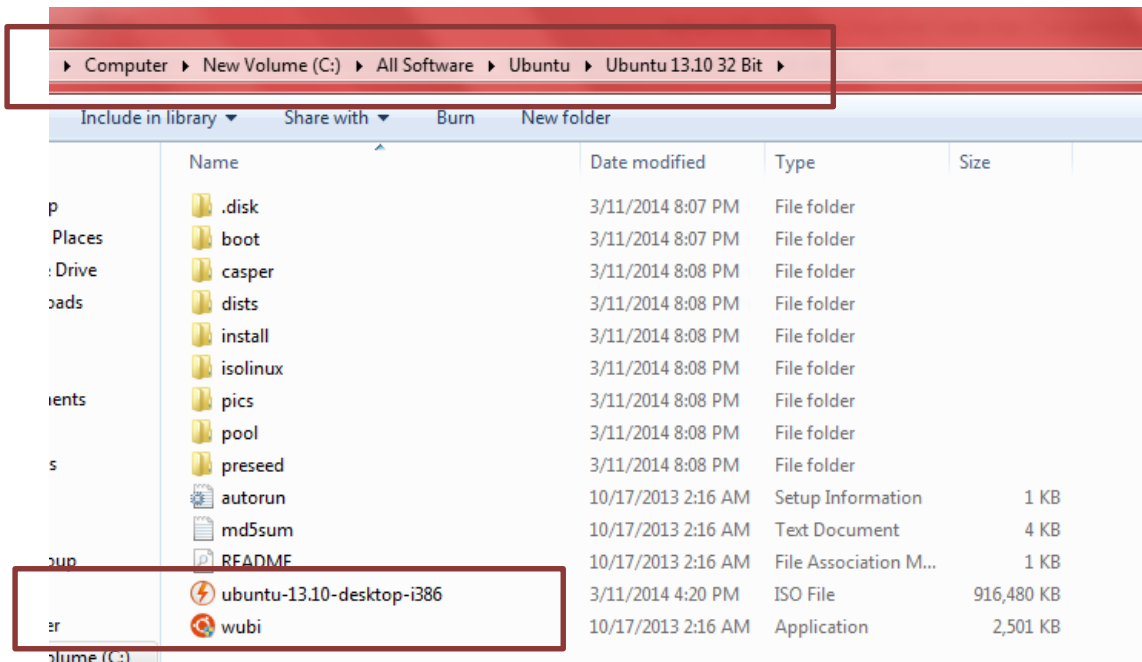 Computer New Volume (C:) All Software Ubuntu Ubuntu 13.10 32 Bit
Include in library Share with Burn New folder
Name Date modified Type Size
.disk 3/11/2014 8:07 PM File folder
Places boot 3/11/2014 8:07 PM File folder
Drive casper 3/11/2014 8:08 PM File folder
dists 3/11/2014 8:08 PM File folder
install 3/11/2014 8:08 PM File folder
isolinux 3/11/2014 8:08 PM File folder
pics 3/11/2014 8:08 PM File folder
pool 3/11/2014 8:08 PM File folder
preseed 3/11/2014 8:08 PM File folder
autorun 10/17/2013 2:16 AM Setup Information 1 KB
md5sum 10/17/2013 2:16 AM Text Document 4 KB
README 10/17/2013 2:16 AM File Association M... 1 KB
ubuntu-13.10-desktop-i386 3/11/2014 4:20 PM ISO File 916,480 KB
wubi 10/17/2013 2:16 AM Application 2,501 KB
(C:)